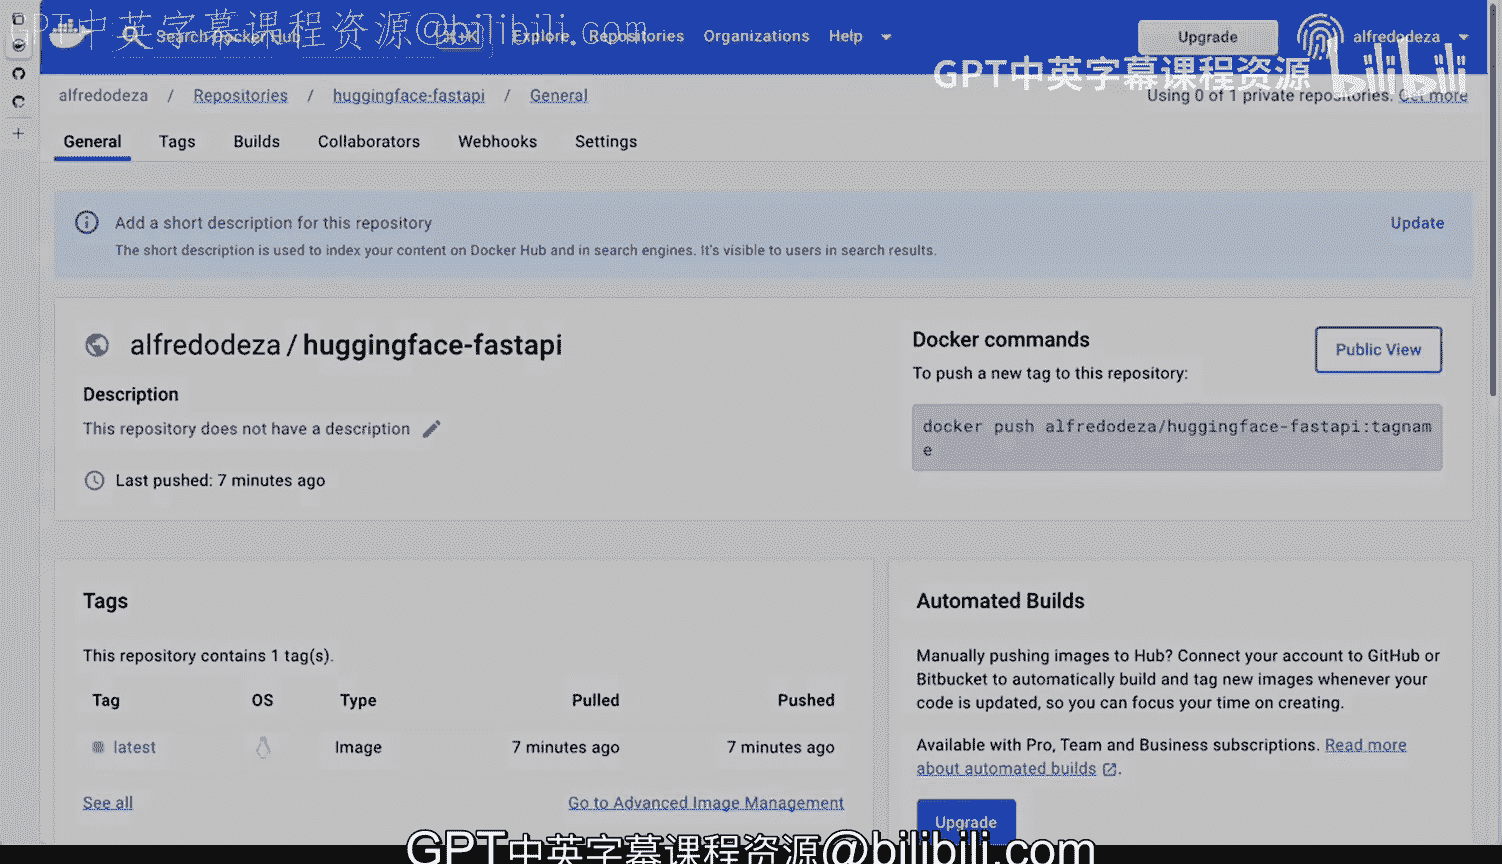 GPT中英字幕课程资源@bilibili.com
Search Docker Hub
⌘+K
Explore
Repositories
Organizations
Help
Upgrade
alfredodeza
GPT中英字幕课程资源 bilibili
alfredodeza / Repositories / huggingface-fastapi / General
Using 0 of 1 private repositories. Get more
General
Tags
Builds
Collaborators
Webhooks
Settings
Add a short description for this repository
Update
The short description is used to index your content on Docker Hub and in search engines. It's visible to users in search results.
alfredodeza / huggingface-fastapi
Description
This repository does not have a description
Last pushed: 7 minutes ago
Docker commands
Public View
To push a new tag to this repository:
docker push alfredodeza/huggingface-fastapi:tagnam
e
Tags
This repository contains 1 tag(s).
Tag OS Type Pulled Pushed
latest Image 7 minutes ago 7 minutes ago
See all
Go to Advanced Image Management
Automated Builds
Manually pushing images to Hub? Connect your account to GitHub or
Bitbucket to automatically build and tag new images whenever your
code is updated, so you can focus your time on creating.
Available with Pro, Team and Business subscriptions. Read more
about automated builds.
Upgrade
GPT中英字幕课程资源@bilibili.com